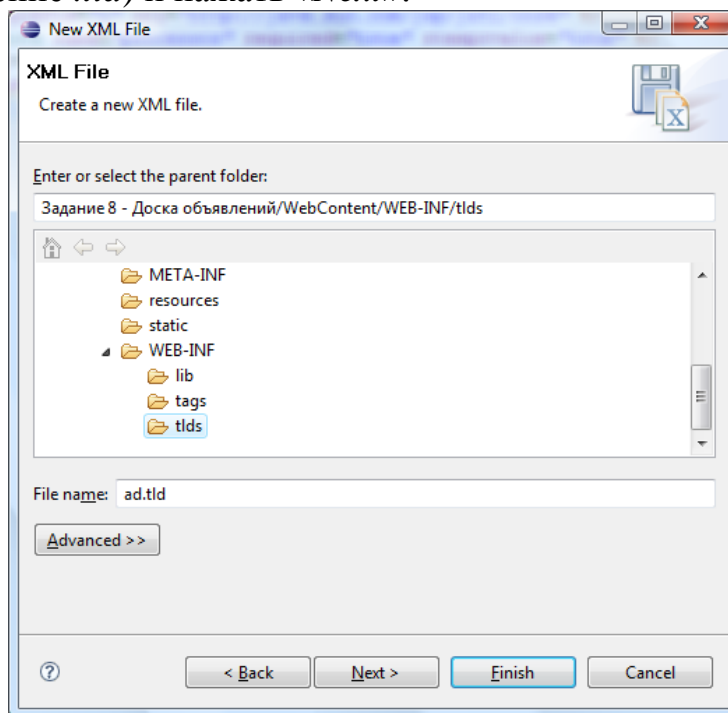 New XML File
XML File
Create a new XML file.
Enter or select the parent folder:
Задание 8 - Доска объявлений/WebContent/WEB-INF/tlds
META-INF
resources
static
WEB-INF
lib
tags
tlds
File name: ad.tld
Advanced >>
< Back Next > Finish Cancel